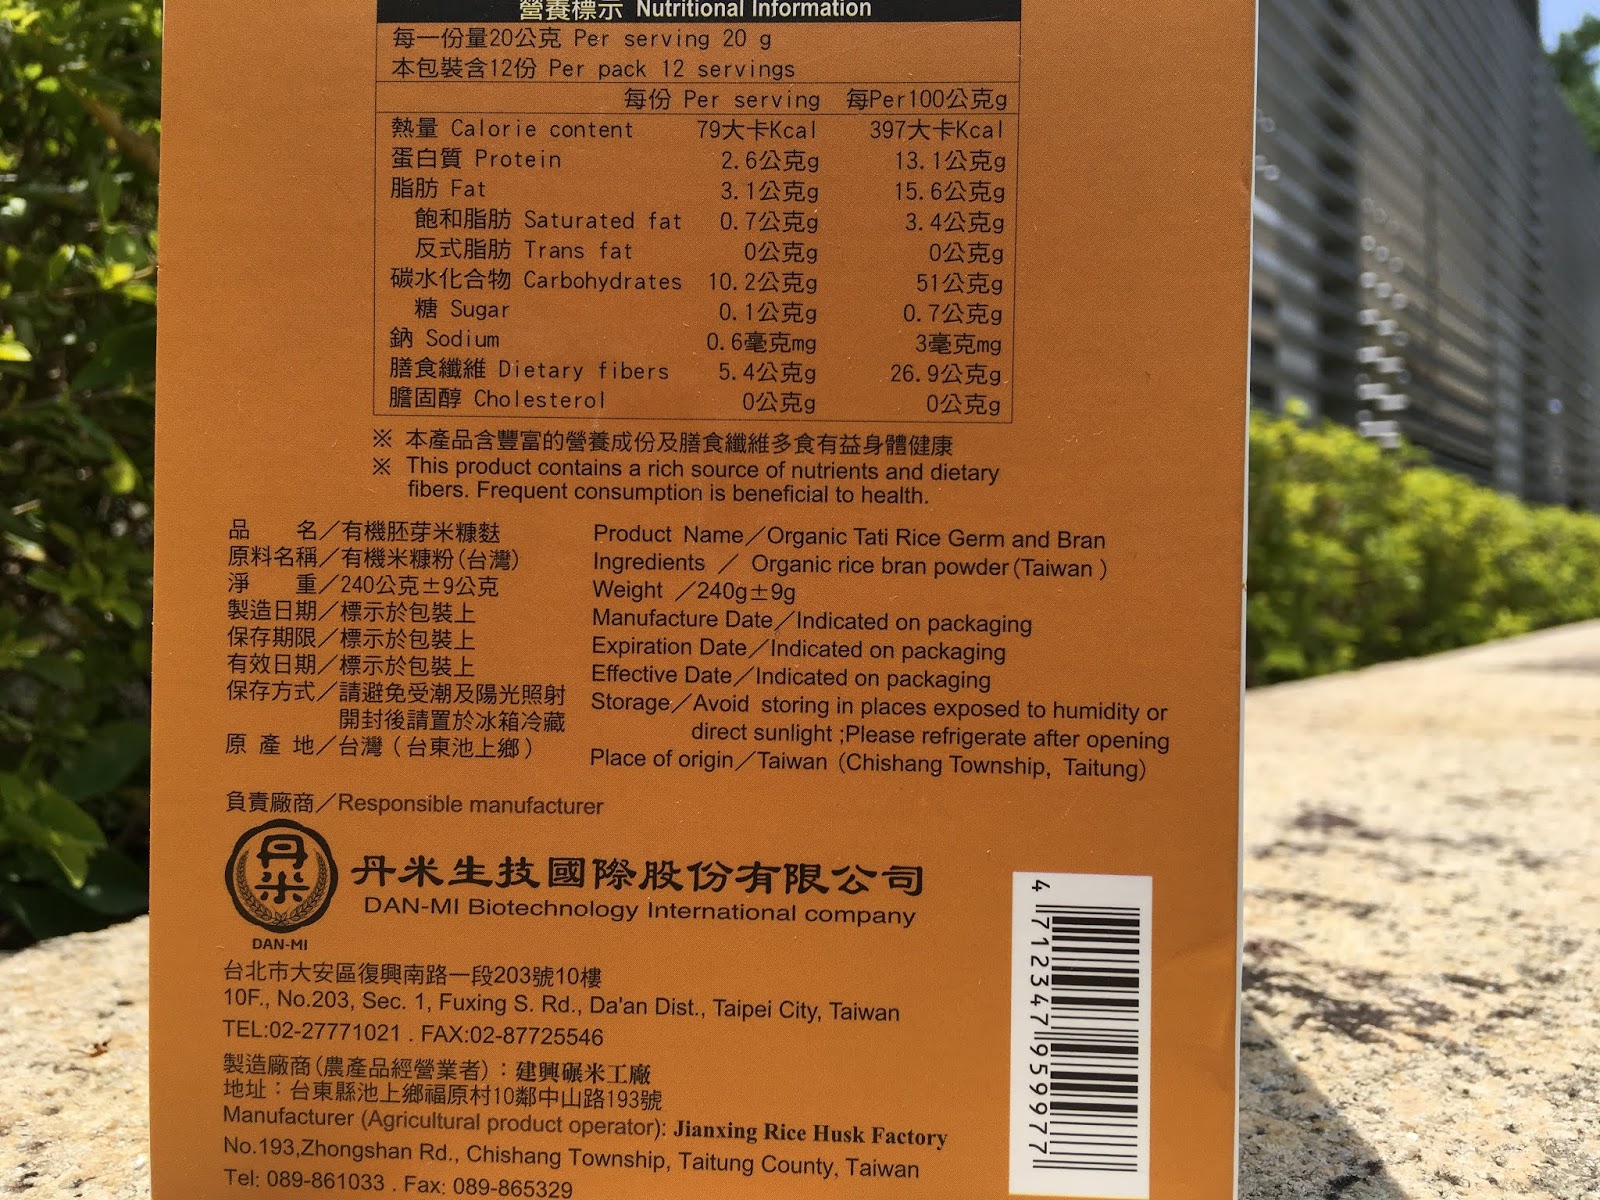 營養標示 Nutritional Information
每一份量20公克 Per serving 20 g
本包裝含12份 Per pack 12 servings
每份 Per serving 每Per100公克g
熱量 Calorie content 79大卡Kcal 397大卡Kcal
蛋白質 Protein 2.6公克g 13.1公克g
脂肪 Fat 3.1公克g 15.6公克g
飽和脂肪 Saturated fat 0.7公克g 3.4公克g
反式脂肪 Trans fat 0公克g 0公克g
碳水化合物 Carbohydrates 10.2公克g 51公克g
糖 Sugar 0.1公克g 0.7公克g
鈉 Sodium 0.6毫克mg 3毫克mg
膳食纖維 Dietary fibers 5.4公克g 26.9公克g
膽固醇 Cholesterol 0公克g 0公克g
※ 本產品含豐富的營養成份及膳食纖維多食有益身體健康
※ This product contains a rich source of nutrients and dietary
fibers. Frequent consumption is beneficial to health.
品 名／有機胚芽米糠麩
原料名稱／有機米糠粉(台灣)
淨 重／240公克±9公克
製造日期／標示於包裝上
保存期限／標示於包裝上
有效日期／標示於包裝上
保存方式／請避免受潮及陽光照射
開封後請置於冰箱冷藏
原 產 地／台灣（台東池上鄉）
Product Name／Organic Tati Rice Germ and Bran
Ingredients ／ Organic rice bran powder(Taiwan )
Weight ／240g±9g
Manufacture Date／Indicated on packaging
Expiration Date／Indicated on packaging
Effective Date／Indicated on packaging
Storage／Avoid storing in places exposed to humidity or
direct sunlight ;Please refrigerate after opening
Place of origin／Taiwan (Chishang Township, Taitung)
負責廠商／Responsible manufacturer
丹米
DAN-MI
丹米生技國際股份有限公司
DAN-MI Biotechnology International company
台北市大安區復興南路一段203號10樓
10F., No.203, Sec. 1, Fuxing S. Rd., Da'an Dist., Taipei City, Taiwan
TEL:02-27771021 . FAX:02-87725546
製造廠商(農產品經營業者)：建興碾米工廠
地址：台東縣池上鄉福原村10鄰中山路193號
Manufacturer (Agricultural product operator): Jianxing Rice Husk Factory
No.193,Zhongshan Rd., Chishang Township, Taitung County, Taiwan
Tel: 089-861033 . Fax: 089-865329
4 712347 959977